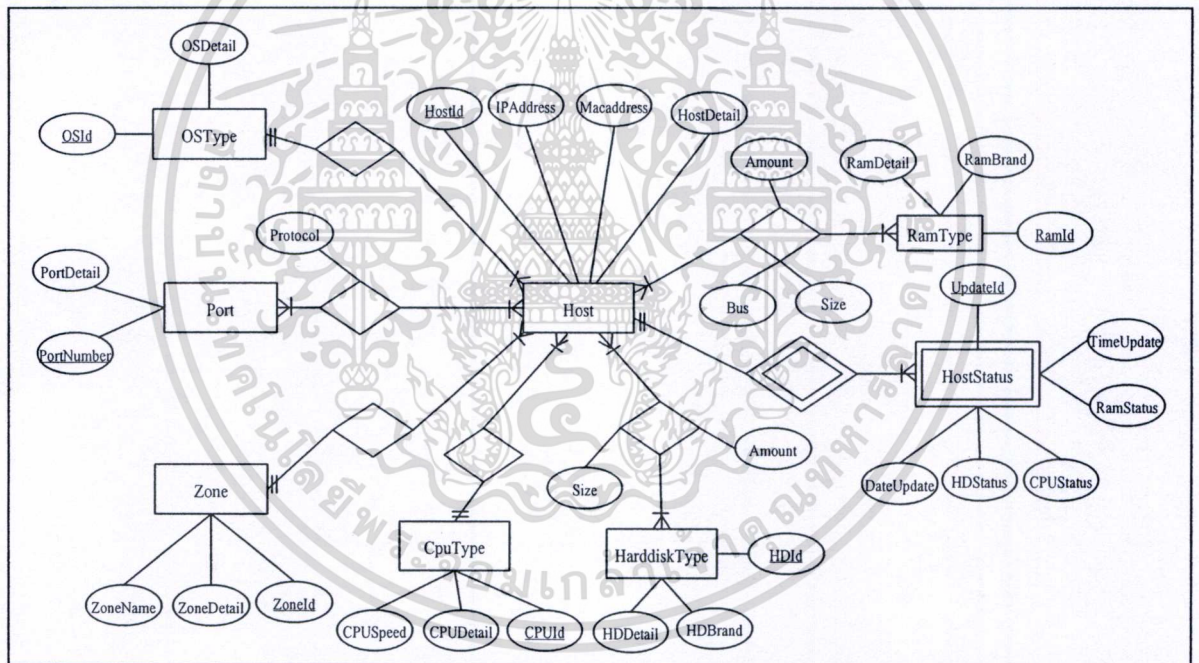 OSDetail
OSId
OSType
HostId
IPAddress
Macaddress
HostDetail
Amount
RamDetail
RamBrand
RamType
RamId
Protocol
PortDetail
Port
PortNumber
Host
Bus
Size
UpdateId
HostStatus
TimeUpdate
RamStatus
DateUpdate
HDStatus
CPUStatus
Zone
ZoneName
ZoneDetail
ZoneId
CpuType
CPUSpeed
CPUDetail
CPUId
Size
Amount
HarddiskType
HDId
HDDetail
HDBrand